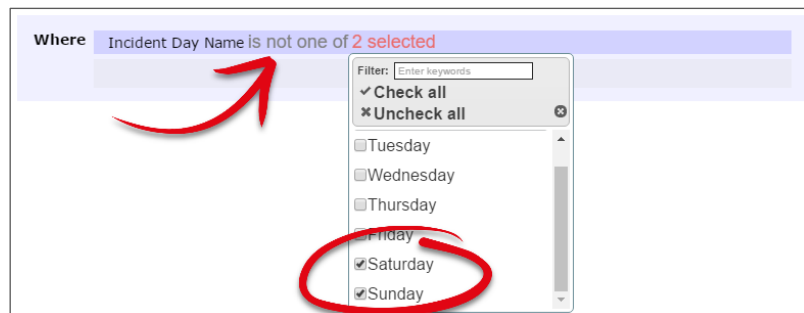 Where Incident Day Name is not one of 2 selected
Filter: Enter keywords
Check all
Uncheck all
Tuesday
Wednesday
Thursday
Friday
Saturday
Sunday